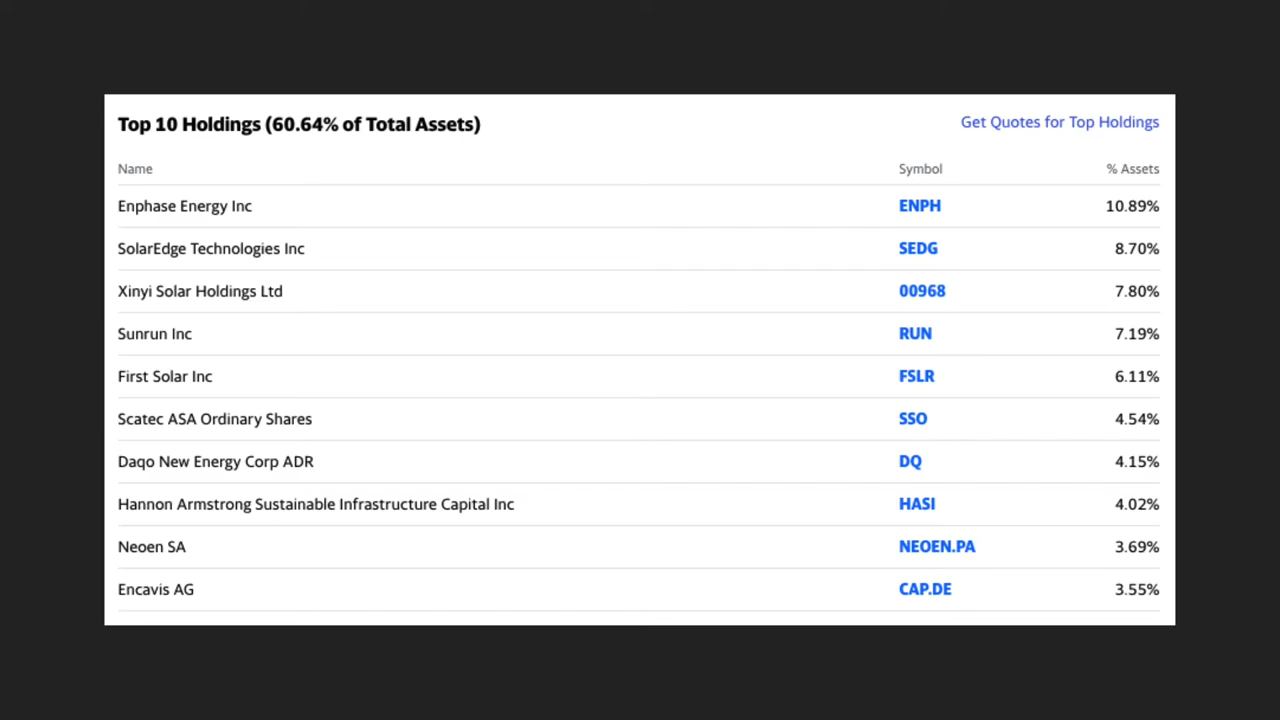 Top 10 Holdings (60.64% of Total Assets) Get Quotes for Top Holdings
Name Symbol % Assets
Enphase Energy Inc ENPH 10.89%
SolarEdge Technologies Inc SEDG 8.70%
Xinyi Solar Holdings Ltd 00968 7.80%
Sunrun Inc RUN 7.19%
First Solar Inc FSLR 6.11%
Scatec ASA Ordinary Shares SSO 4.54%
Daqo New Energy Corp ADR DQ 4.15%
Hannon Armstrong Sustainable Infrastructure Capital Inc HASI 4.02%
Neoen SA NEOEN.PA 3.69%
Encavis AG CAP.DE 3.55%